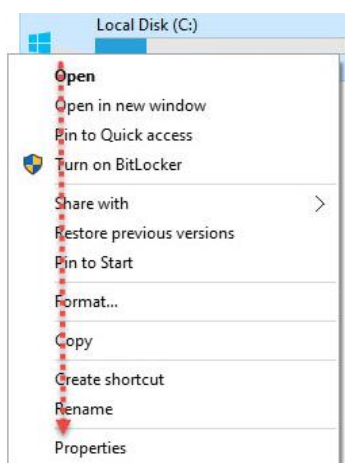 Local Disk (C:)
Open
Open in new window
Pin to Quick access
Turn on BitLocker
Share with
Restore previous versions
Pin to Start
Format...
Copy
Create shortcut
Rename
Properties